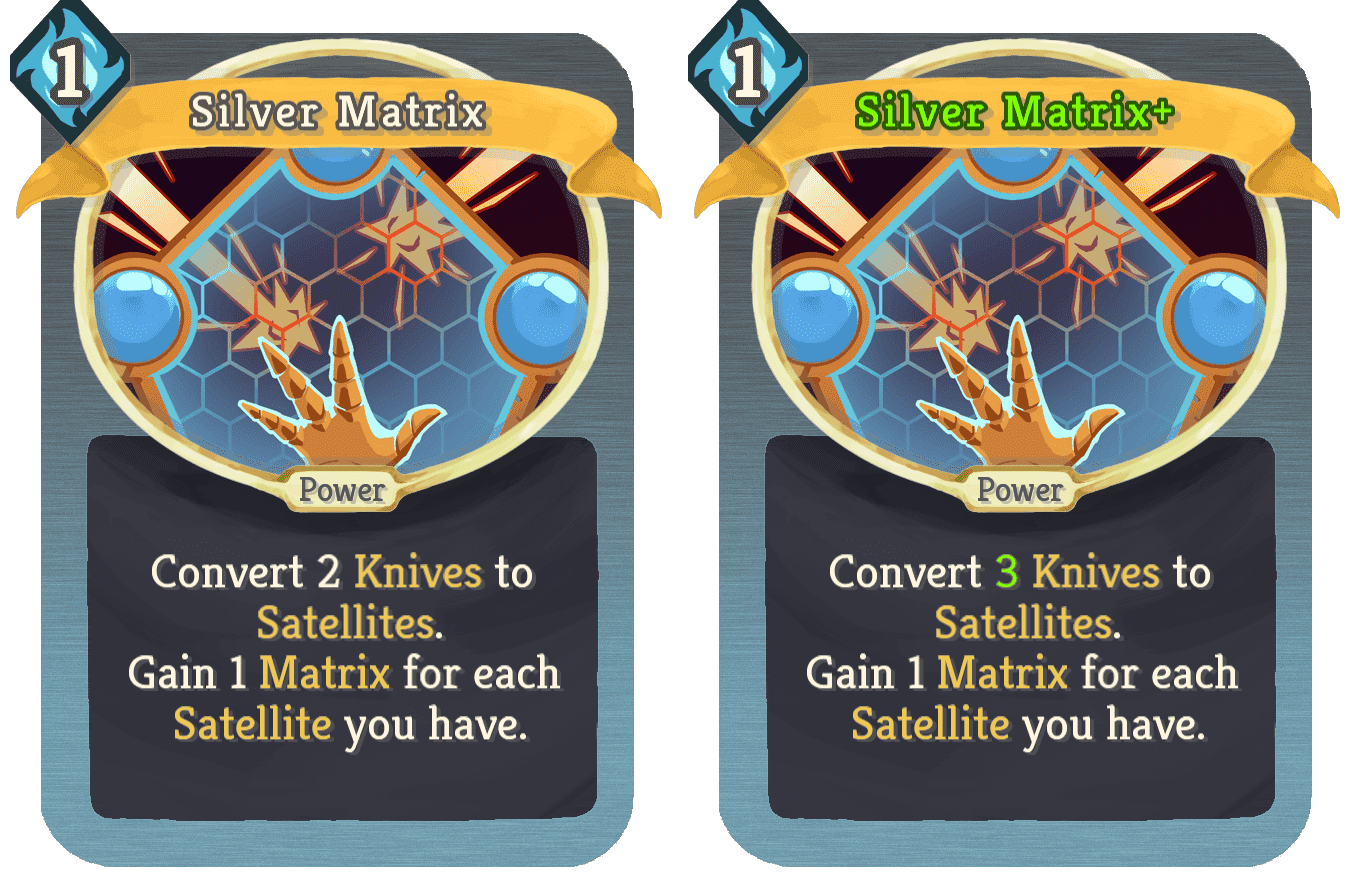 1
Silver Matrix
Power
Convert 2 Knives to
Satellites.
Gain 1 Matrix for each
Satellite you have.
1
Silver Matrix+
Power
Convert 3 Knives to
Satellites.
Gain 1 Matrix for each
Satellite you have.